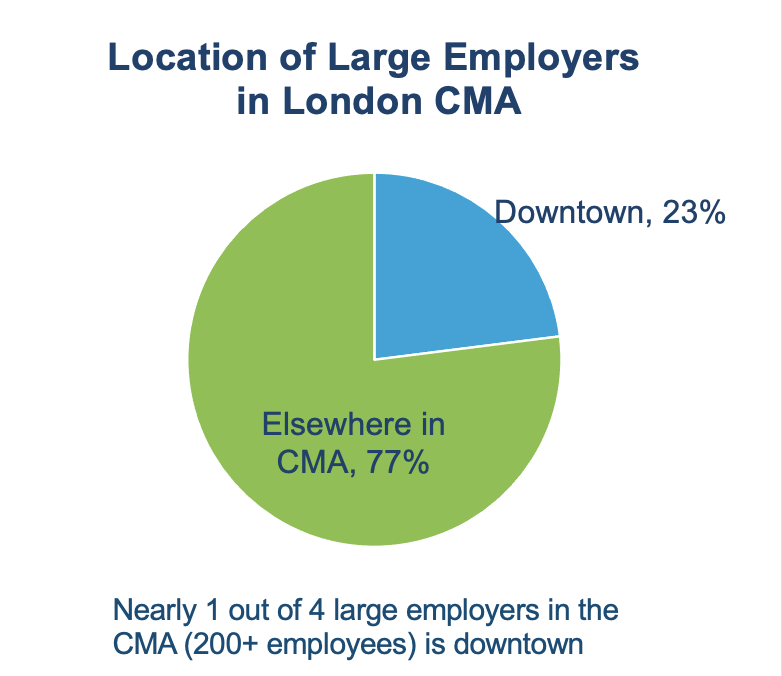 Location of Large Employers
in London CMA
Downtown, 23%
Elsewhere in
CMA, 77%
Nearly 1 out of 4 large employers in the
CMA (200+ employees) is downtown